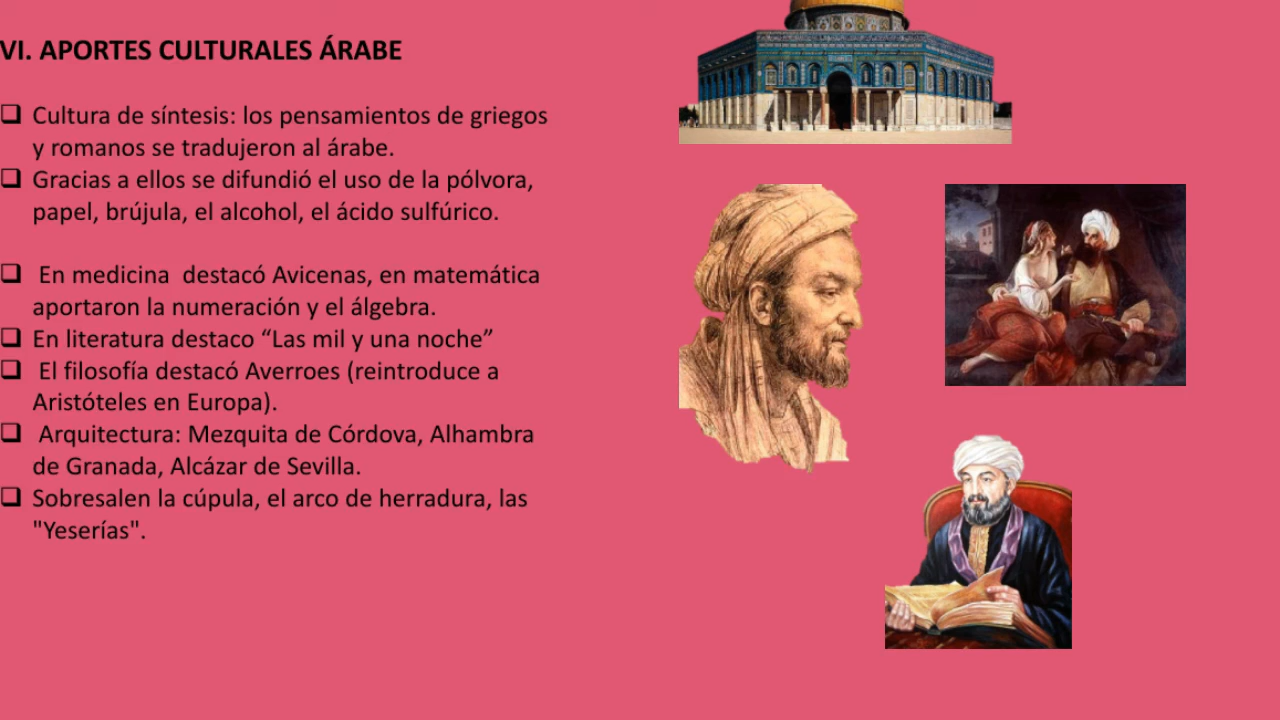 VI. APORTES CULTURALES ÁRABE
❑ Cultura de síntesis: los pensamientos de griegos
y romanos se tradujeron al árabe.
❑ Gracias a ellos se difundió el uso de la pólvora,
papel, brújula, el alcohol, el ácido sulfúrico.
❑ En medicina  destacó Avicenas, en matemática
aportaron la numeración y el álgebra.
❑ En literatura destaco “Las mil y una noche”
❑ El filosofía destacó Averroes (reintroduce a
Aristóteles en Europa).
❑ Arquitectura: Mezquita de Córdova, Alhambra
de Granada, Alcázar de Sevilla.
❑ Sobresalen la cúpula, el arco de herradura, las
"Yeserías".